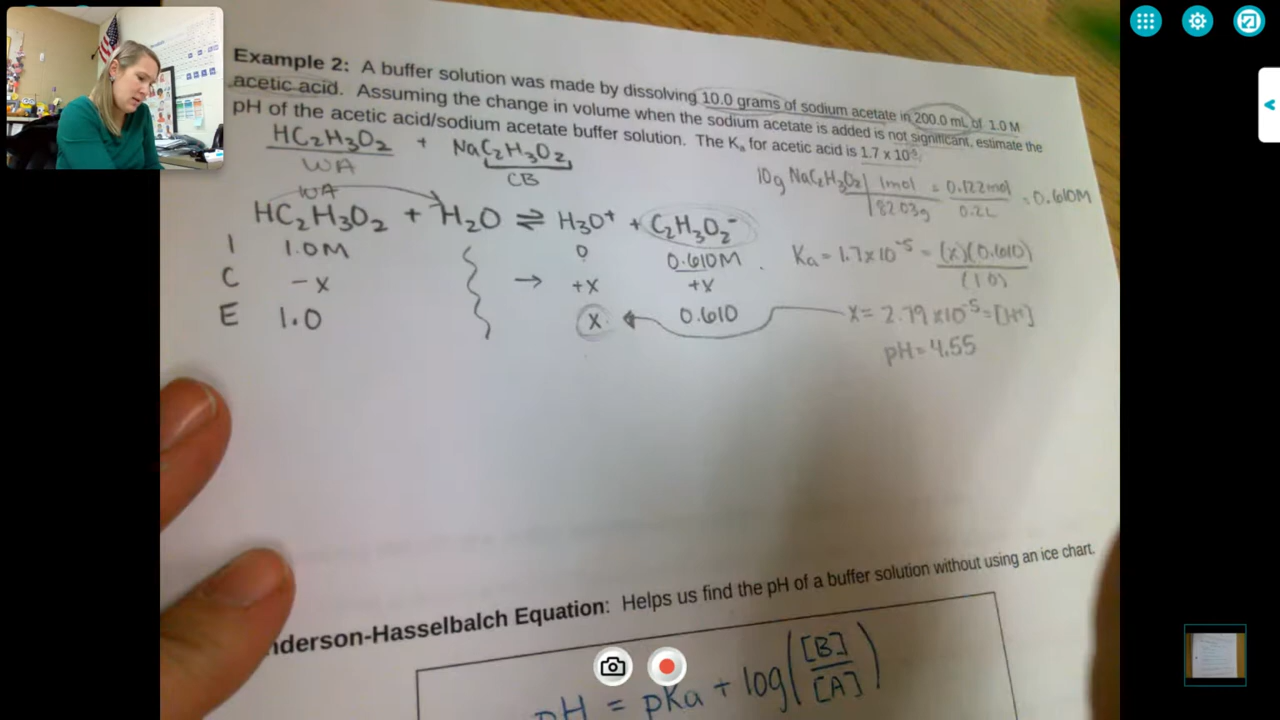 Example 2: A buffer solution was made by dissolving 10.0 grams of sodium acetate in 200.0 mL of 1.0 M
acetic acid. Assuming the change in volume when the sodium acetate is added is not significant, estimate the
pH of the acetic acid/sodium acetate buffer solution. The Ka for acetic acid is 1.7 x 10⁻⁵.
HC₂H₃O₂ + NaC₂H₃O₂
WA CB
10g NaC₂H₃O₂ | 1mol = 0.122mol = 0.610M
82.03g 0.2L
WA
HC₂H₃O₂ + H₂O ⇌ H₃O⁺ + C₂H₃O₂⁻
I 1.0M 0 0.610M
C -x → +x +x
E 1.0 x 0.610
Ka = 1.7x10⁻⁵ = (x)(0.610)
(1.0)
x = 2.79x10⁻⁵ = [H⁺]
pH = 4.55
nderson-Hasselbalch Equation: Helps us find the pH of a buffer solution without using an ice chart.
pH = pKa + log([B]/[A])